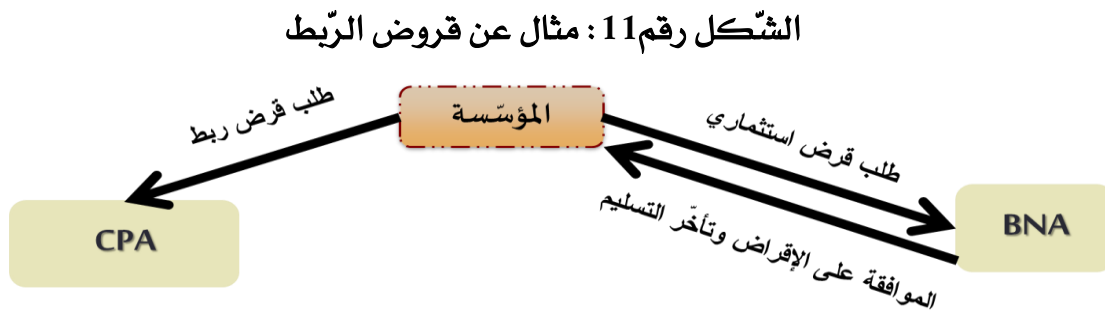 الشّكل رقم11: مثال عن قروض الرّبط
المؤسّسة
طلب قرض ربط
طلب قرض استثماري
الموافقة على الإقراض وتأخّر التسليم
CPA
BNA